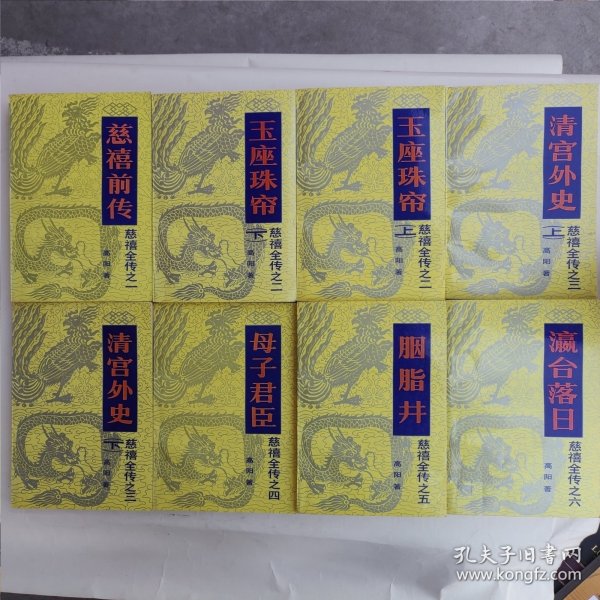 慈禧前传
慈禧全传之一
高阳 著
玉座珠帘
下
慈禧全传之二
高阳 著
玉座珠帘
上
慈禧全传之二
高阳 著
清宫外史
上
慈禧全传之三
高阳 著
清宫外史
下
慈禧全传之三
高阳 著
母子君臣
慈禧全传之四
高阳 著
胭脂井
慈禧全传之五
高阳 著
瀛台落日
慈禧全传之六
高阳 著
孔夫子旧书网
www.kongfz.com